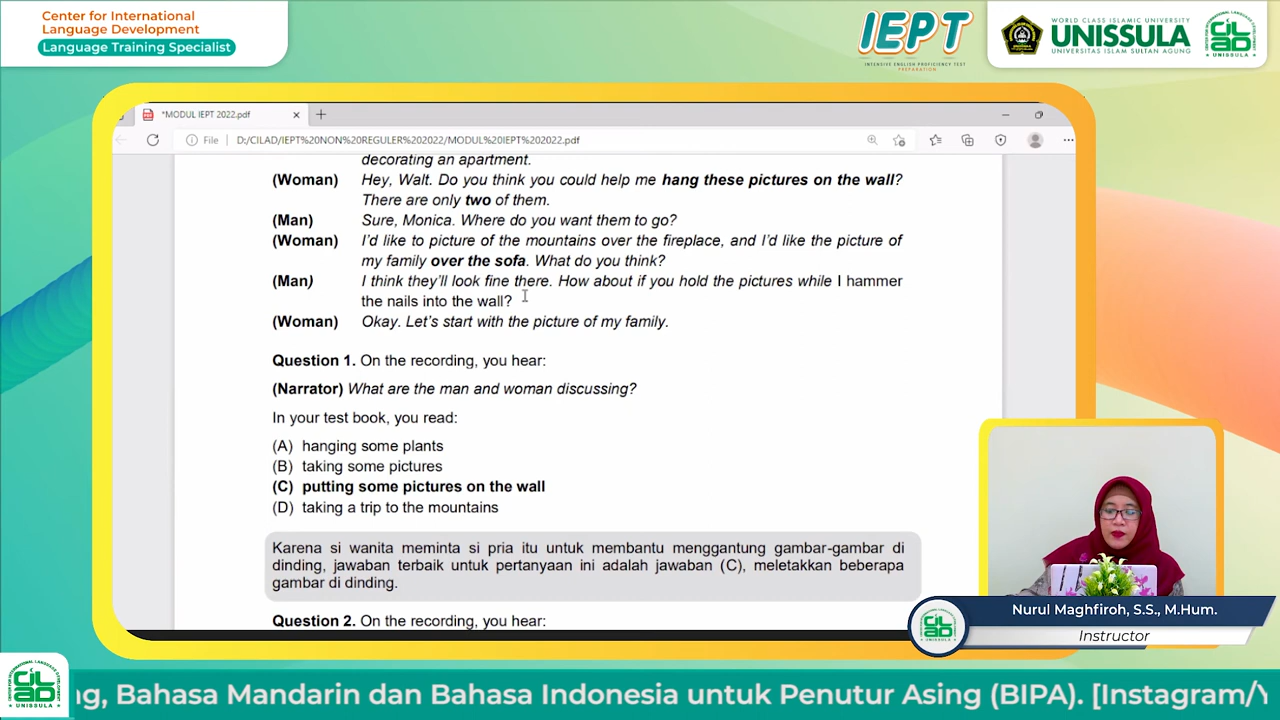 Center for International
Language Development
Language Training Specialist
IEPT
INTENSIVE ENGLISH PROFICIENCY TEST
PREPARATION
WORLD CLASS ISLAMIC UNIVERSITY
UNISSULA
UNIVERSITAS ISLAM SULTAN AGUNG
CILAD
UNISSULA
*MODUL IEPT 2022.pdf
File | D:/CILAD/IEPT%20NON%20REGULER%202022/MODUL%20IEPT%202022.pdf
decorating an apartment.
(Woman) Hey, Walt. Do you think you could help me hang these pictures on the wall?
There are only two of them.
(Man) Sure, Monica. Where do you want them to go?
(Woman) I’d like to picture of the mountains over the fireplace, and I’d like the picture of
my family over the sofa. What do you think?
(Man) I think they’ll look fine there. How about if you hold the pictures while I hammer
the nails into the wall?
(Woman) Okay. Let’s start with the picture of my family.
Question 1. On the recording, you hear:
(Narrator) What are the man and woman discussing?
In your test book, you read:
(A) hanging some plants
(B) taking some pictures
(C) putting some pictures on the wall
(D) taking a trip to the mountains
Karena si wanita meminta si pria itu untuk membantu menggantung gambar-gambar di
dinding, jawaban terbaik untuk pertanyaan ini adalah jawaban (C), meletakkan beberapa
gambar di dinding.
Question 2. On the recording, you hear:
Nurul Maghfiroh, S.S., M.Hum.
Instructor
CILAD
UNISSULA
ng, Bahasa Mandarin dan Bahasa Indonesia untuk Penutur Asing (BIPA). [Instagram/Y